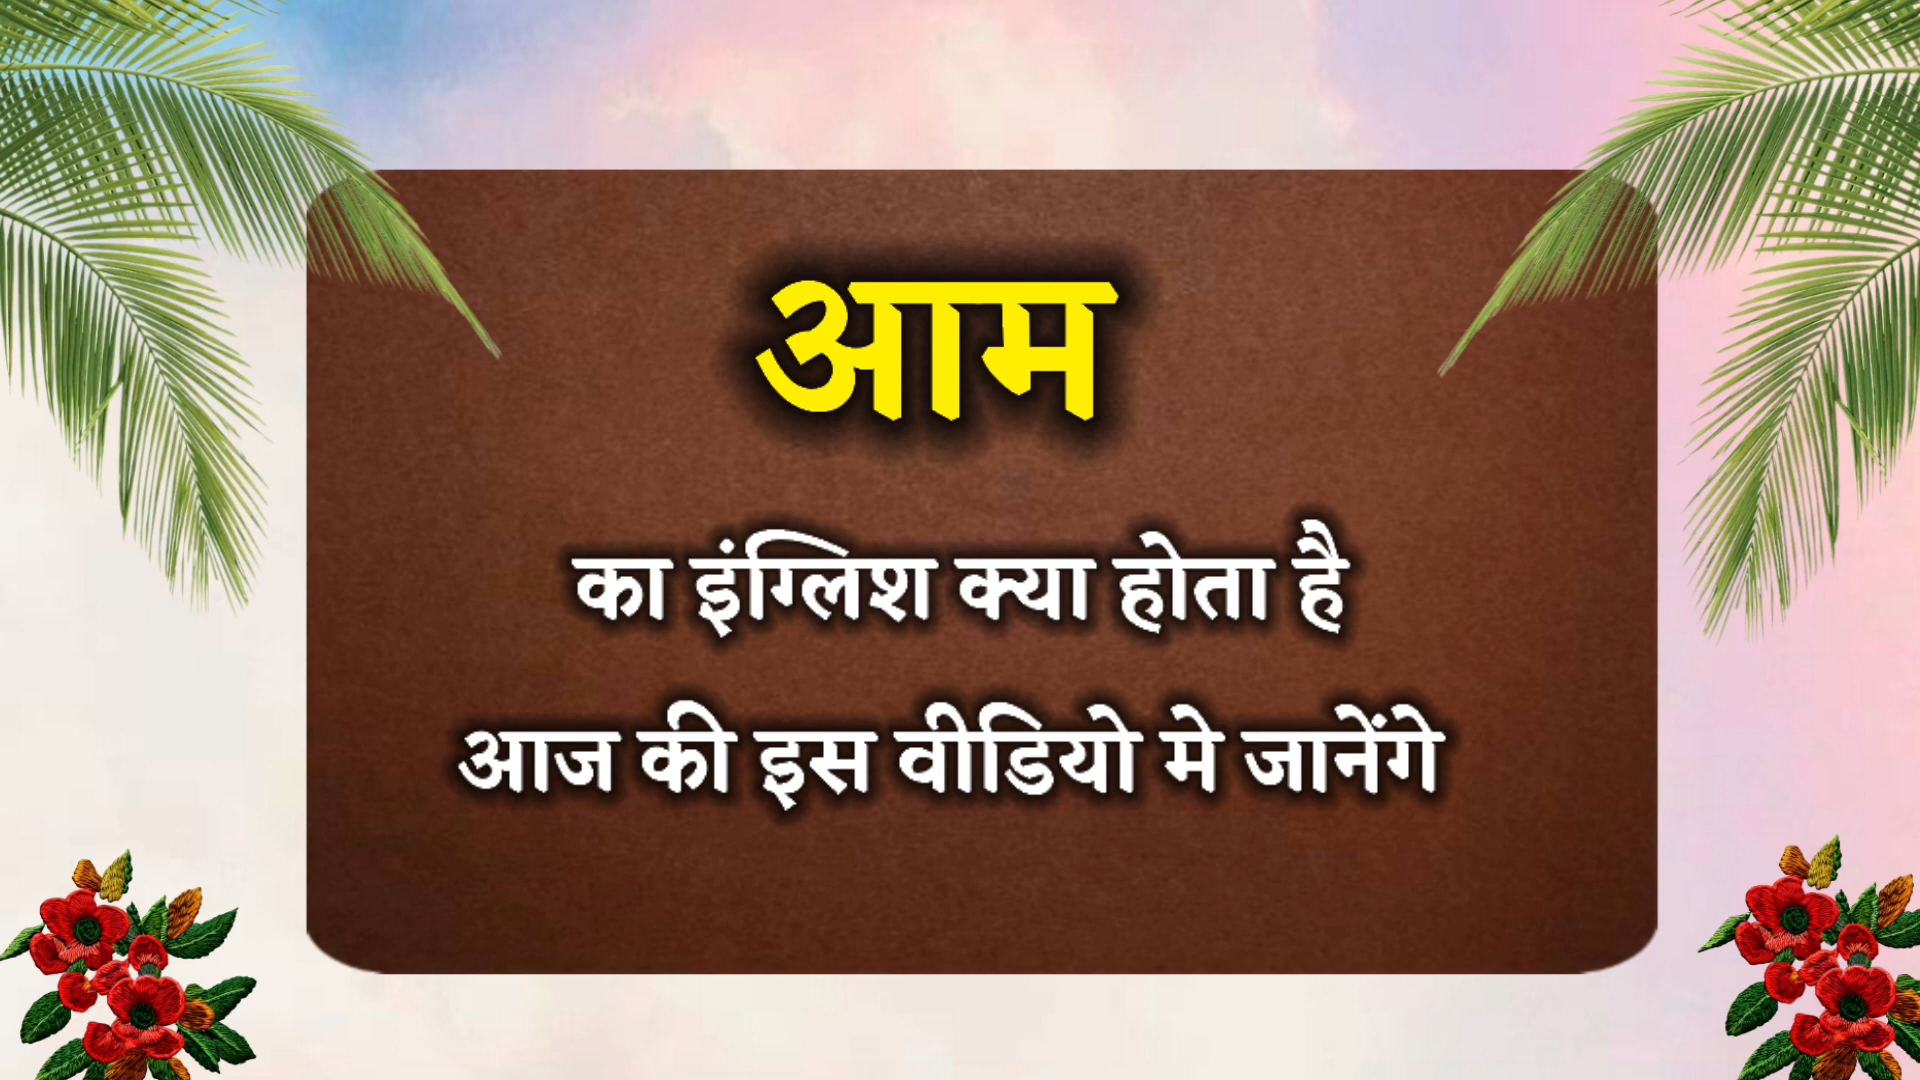 आम
का इंग्लिश क्या होता है
आज की इस वीडियो मे जानेंगे